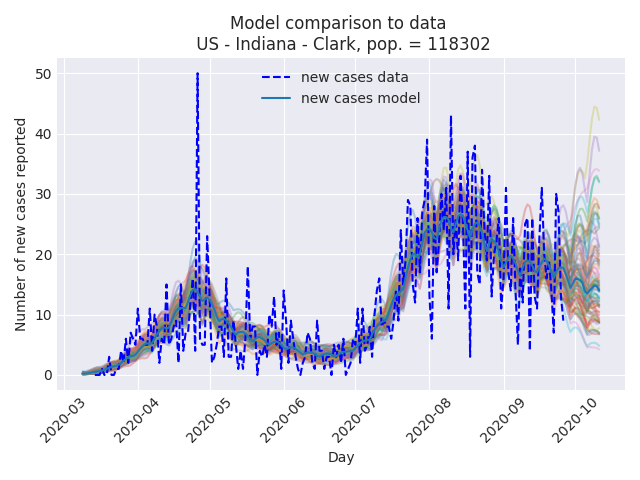 Model comparison to data
US - Indiana - Clark, pop. = 118302
new cases data
new cases model
Number of new cases reported
50
40
30
20
10
0
2020-03
2020-04
2020-05
2020-06
2020-07
2020-08
2020-09
2020-10
Day